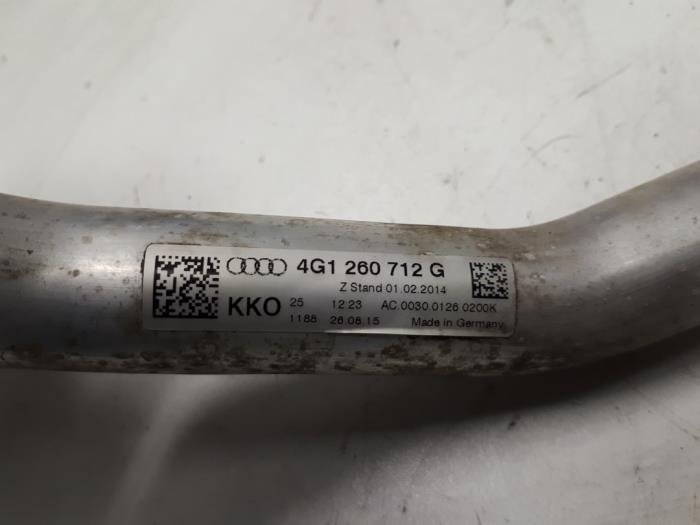 4G1 260 712 G
Z Stand 01.02.2014
KKO 25 12:23 AC.0030.0126 0200K
1188 26.08.15 Made in Germany